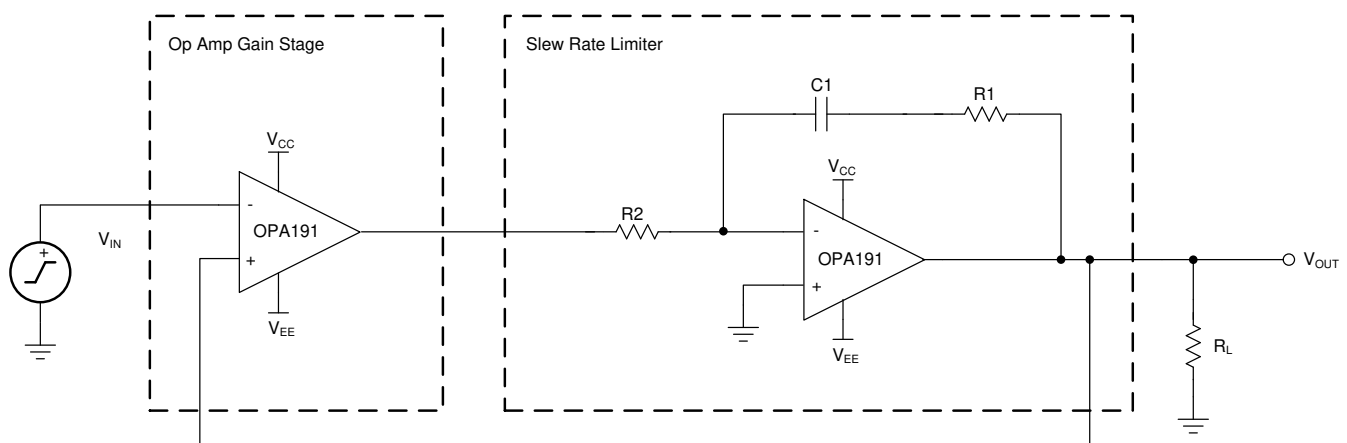 Op Amp Gain Stage
Slew Rate Limiter
C1
R1
VCC
VCC
R2
-
OPA191
+
VIN
+
VEE
-
OPA191
+
VEE
VOUT
RL